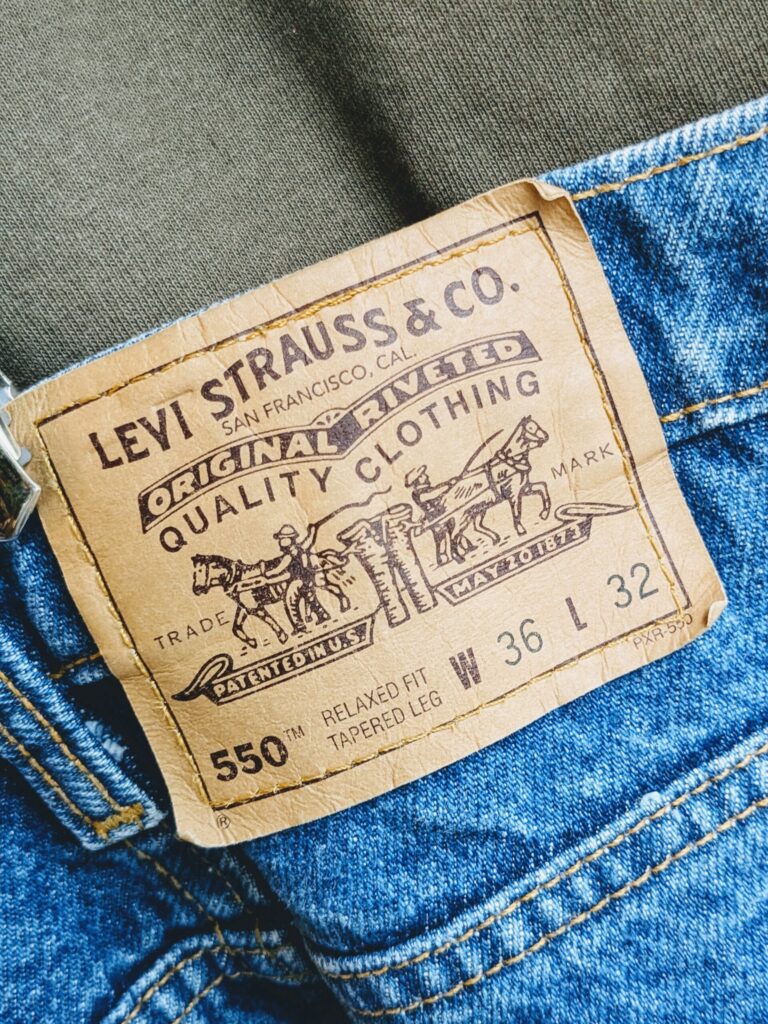 LEVI STRAUSS & CO.
SAN FRANCISCO, CAL.
ORIGINAL RIVETED
QUALITY CLOTHING
TRADE MARK
PATENTED IN U.S. MAY 20 1873
550™ RELAXED FIT
TAPERED LEG
W 36 L 32
PXR-550
®